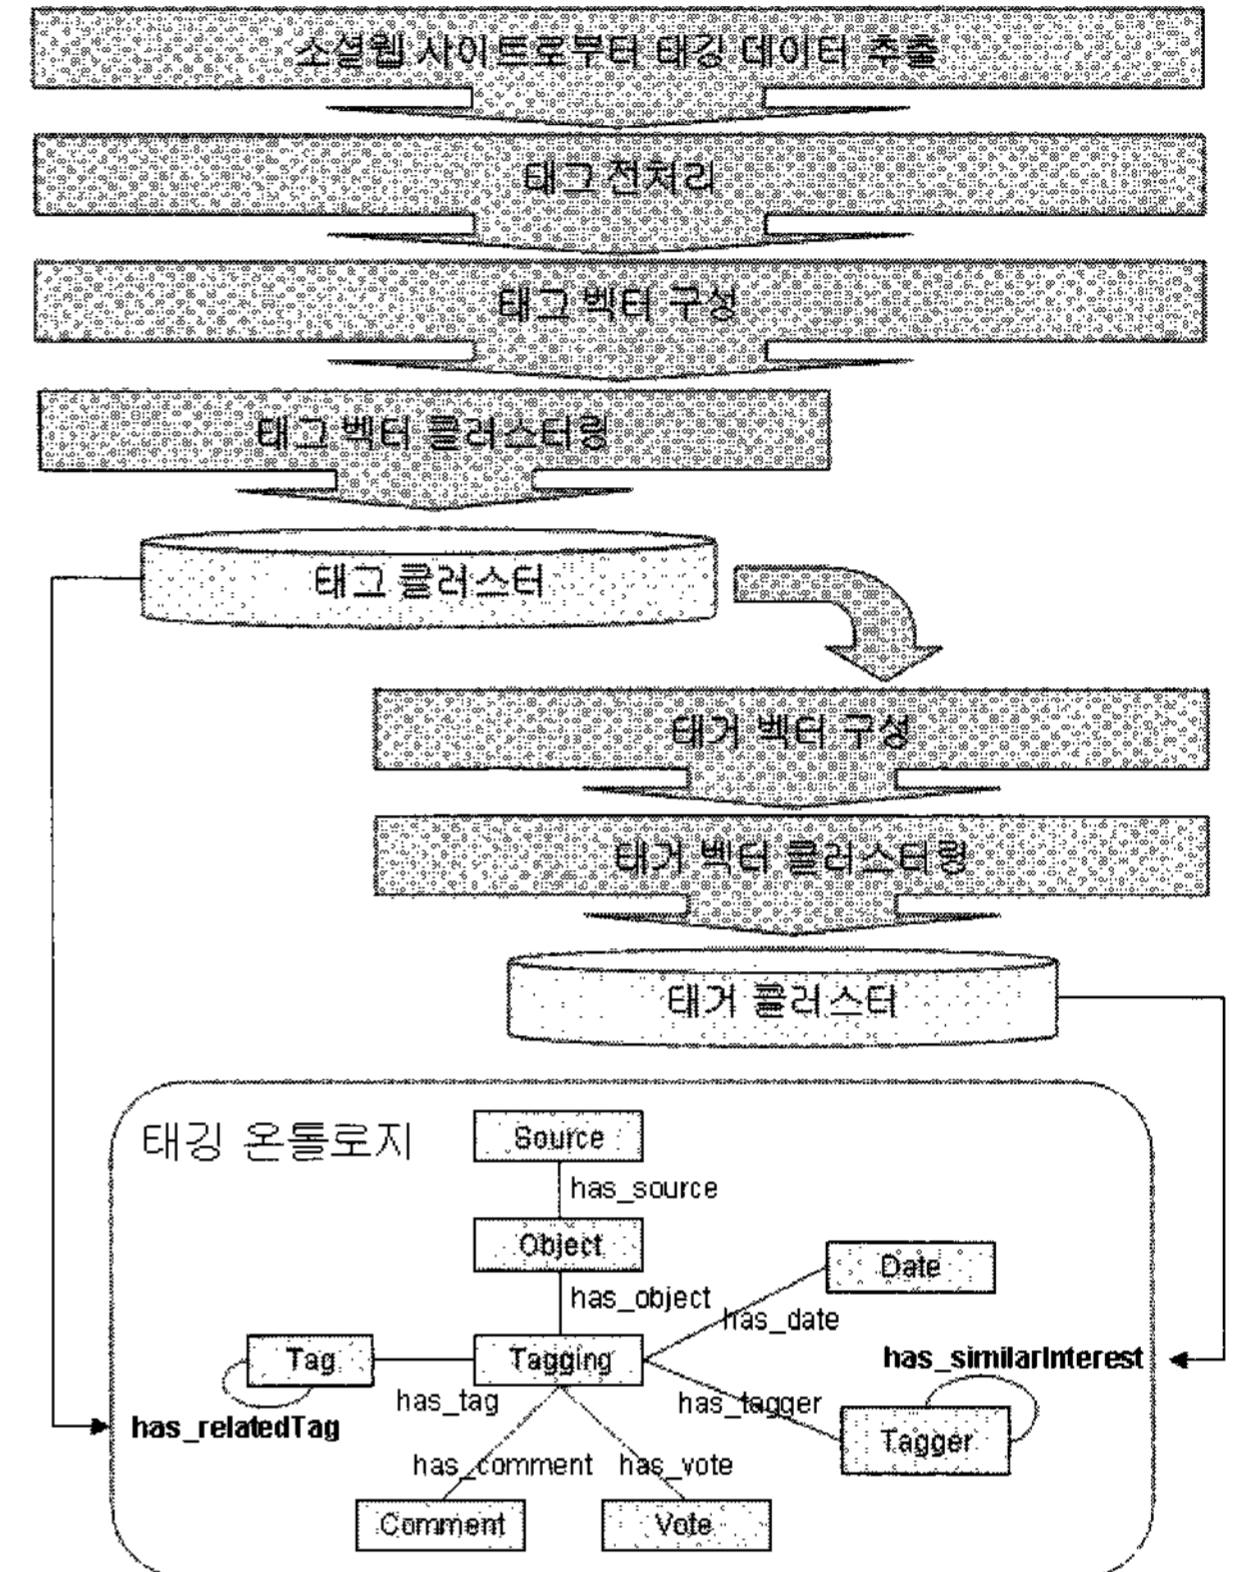 소셜웹 사이트로부터 태깅 데이터 추출
태그 전처리
태그 벡터 구성
태그 벡터 클러스터링
태그 클러스터
태거 벡터 구성
태거 벡터 클러스터링
태거 클러스터
태깅 온톨로지
Source
has_source
Object
has_object
Date
has_date
Tag
Tagging
has_similarInterest
has_tag
has_tagger
has_relatedTag
Tagger
has_comment
has_vote
Comment
Vote